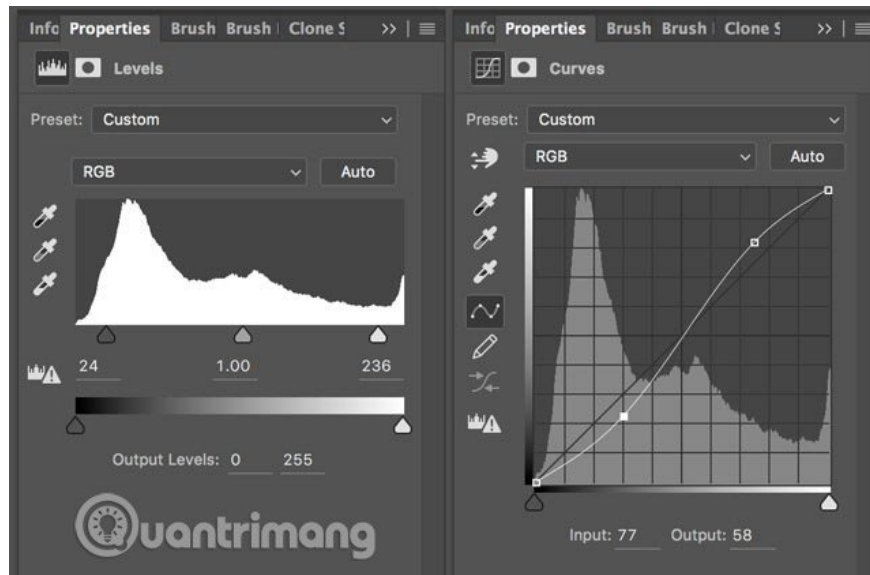 Info Properties Brush Brush Clone S
Levels
Preset: Custom
RGB Auto
24 1.00 236
Output Levels: 0 255
Quantrimang
Info Properties Brush Brush Clone S
Curves
Preset: Custom
RGB Auto
Input: 77 Output: 58